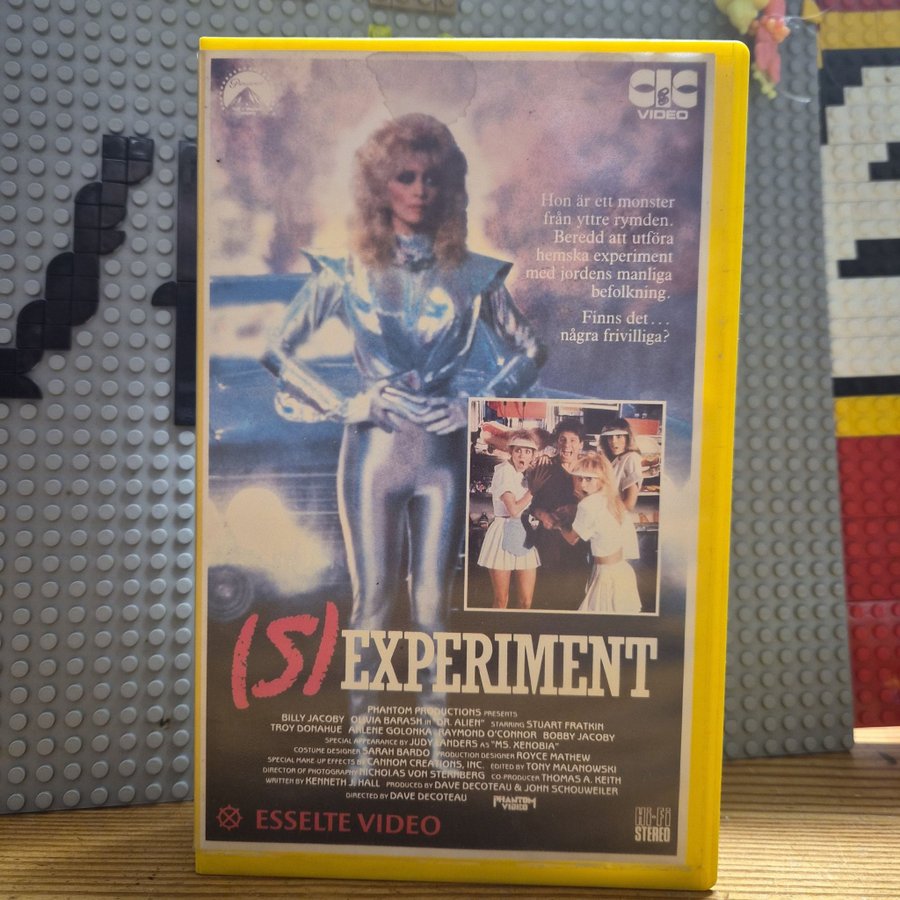 Paramount
CIC
VIDEO
Hon är ett monster
från yttre rymden.
Beredd att utföra
hemska experiment
med jordens manliga
befolkning.
Finns det...
några frivilliga?
(S) EXPERIMENT
PHANTOM PRODUCTIONS PRESENTS
BILLY JACOBY OLIVIA BARASH IN "DR. ALIEN" STARRING STUART FRATKIN
TROY DONAHUE ARLENE GOLONKA RAYMOND O'CONNOR BOBBY JACOBY
SPECIAL APPEARANCE BY JUDY LANDERS AS "MS. XENOBIA"
COSTUME DESIGNER SARAH BARDO PRODUCTION DESIGNER ROYCE MATHEW
SPECIAL MAKE-UP EFFECTS BY CANNOM CREATIONS, INC. EDITED BY TONY MALANOWSKI
DIRECTOR OF PHOTOGRAPHY NICHOLAS VON STERNBERG CO-PRODUCER THOMAS A. KEITH
WRITTEN BY KENNETH J. HALL PRODUCED BY DAVE DECOTEAU & JOHN SCHOUWEILER
DIRECTED BY DAVE DECOTEAU
PHANTOM
VIDEO
ESSELTE VIDEO
Hi-Fi
STEREO